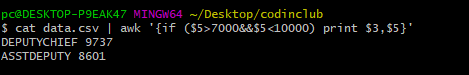 pc@DESKTOP-P9EAK47 MINGW64 ~/Desktop/codinclub
$ cat data.csv | awk '{if ($5>7000&&$5<10000) print $3,$5}'
DEPUTYCHIEF 9737
ASSTDEPUTY 8601